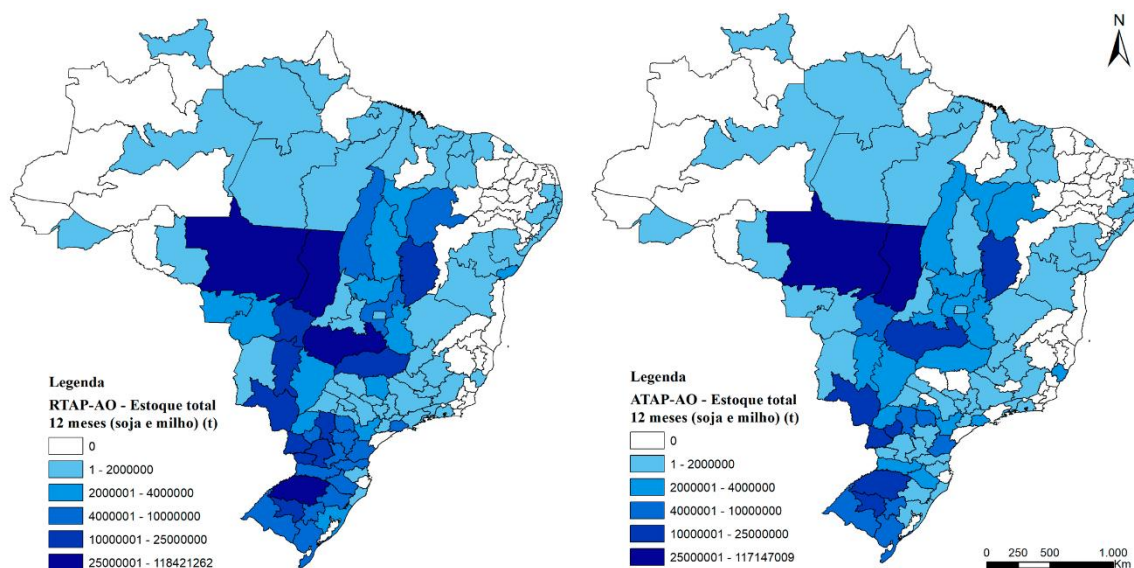 Legenda
RTAP-AO - Estoque total
12 meses (soja e milho) (t)
0
1 - 2000000
2000001 - 4000000
4000001 - 10000000
10000001 - 25000000
25000001 - 118421262
N
Legenda
ATAP-AO - Estoque total
12 meses (soja e milho) (t)
0
1 - 2000000
2000001 - 4000000
4000001 - 10000000
10000001 - 25000000
25000001 - 117147009
0 250 500 1.000
Km